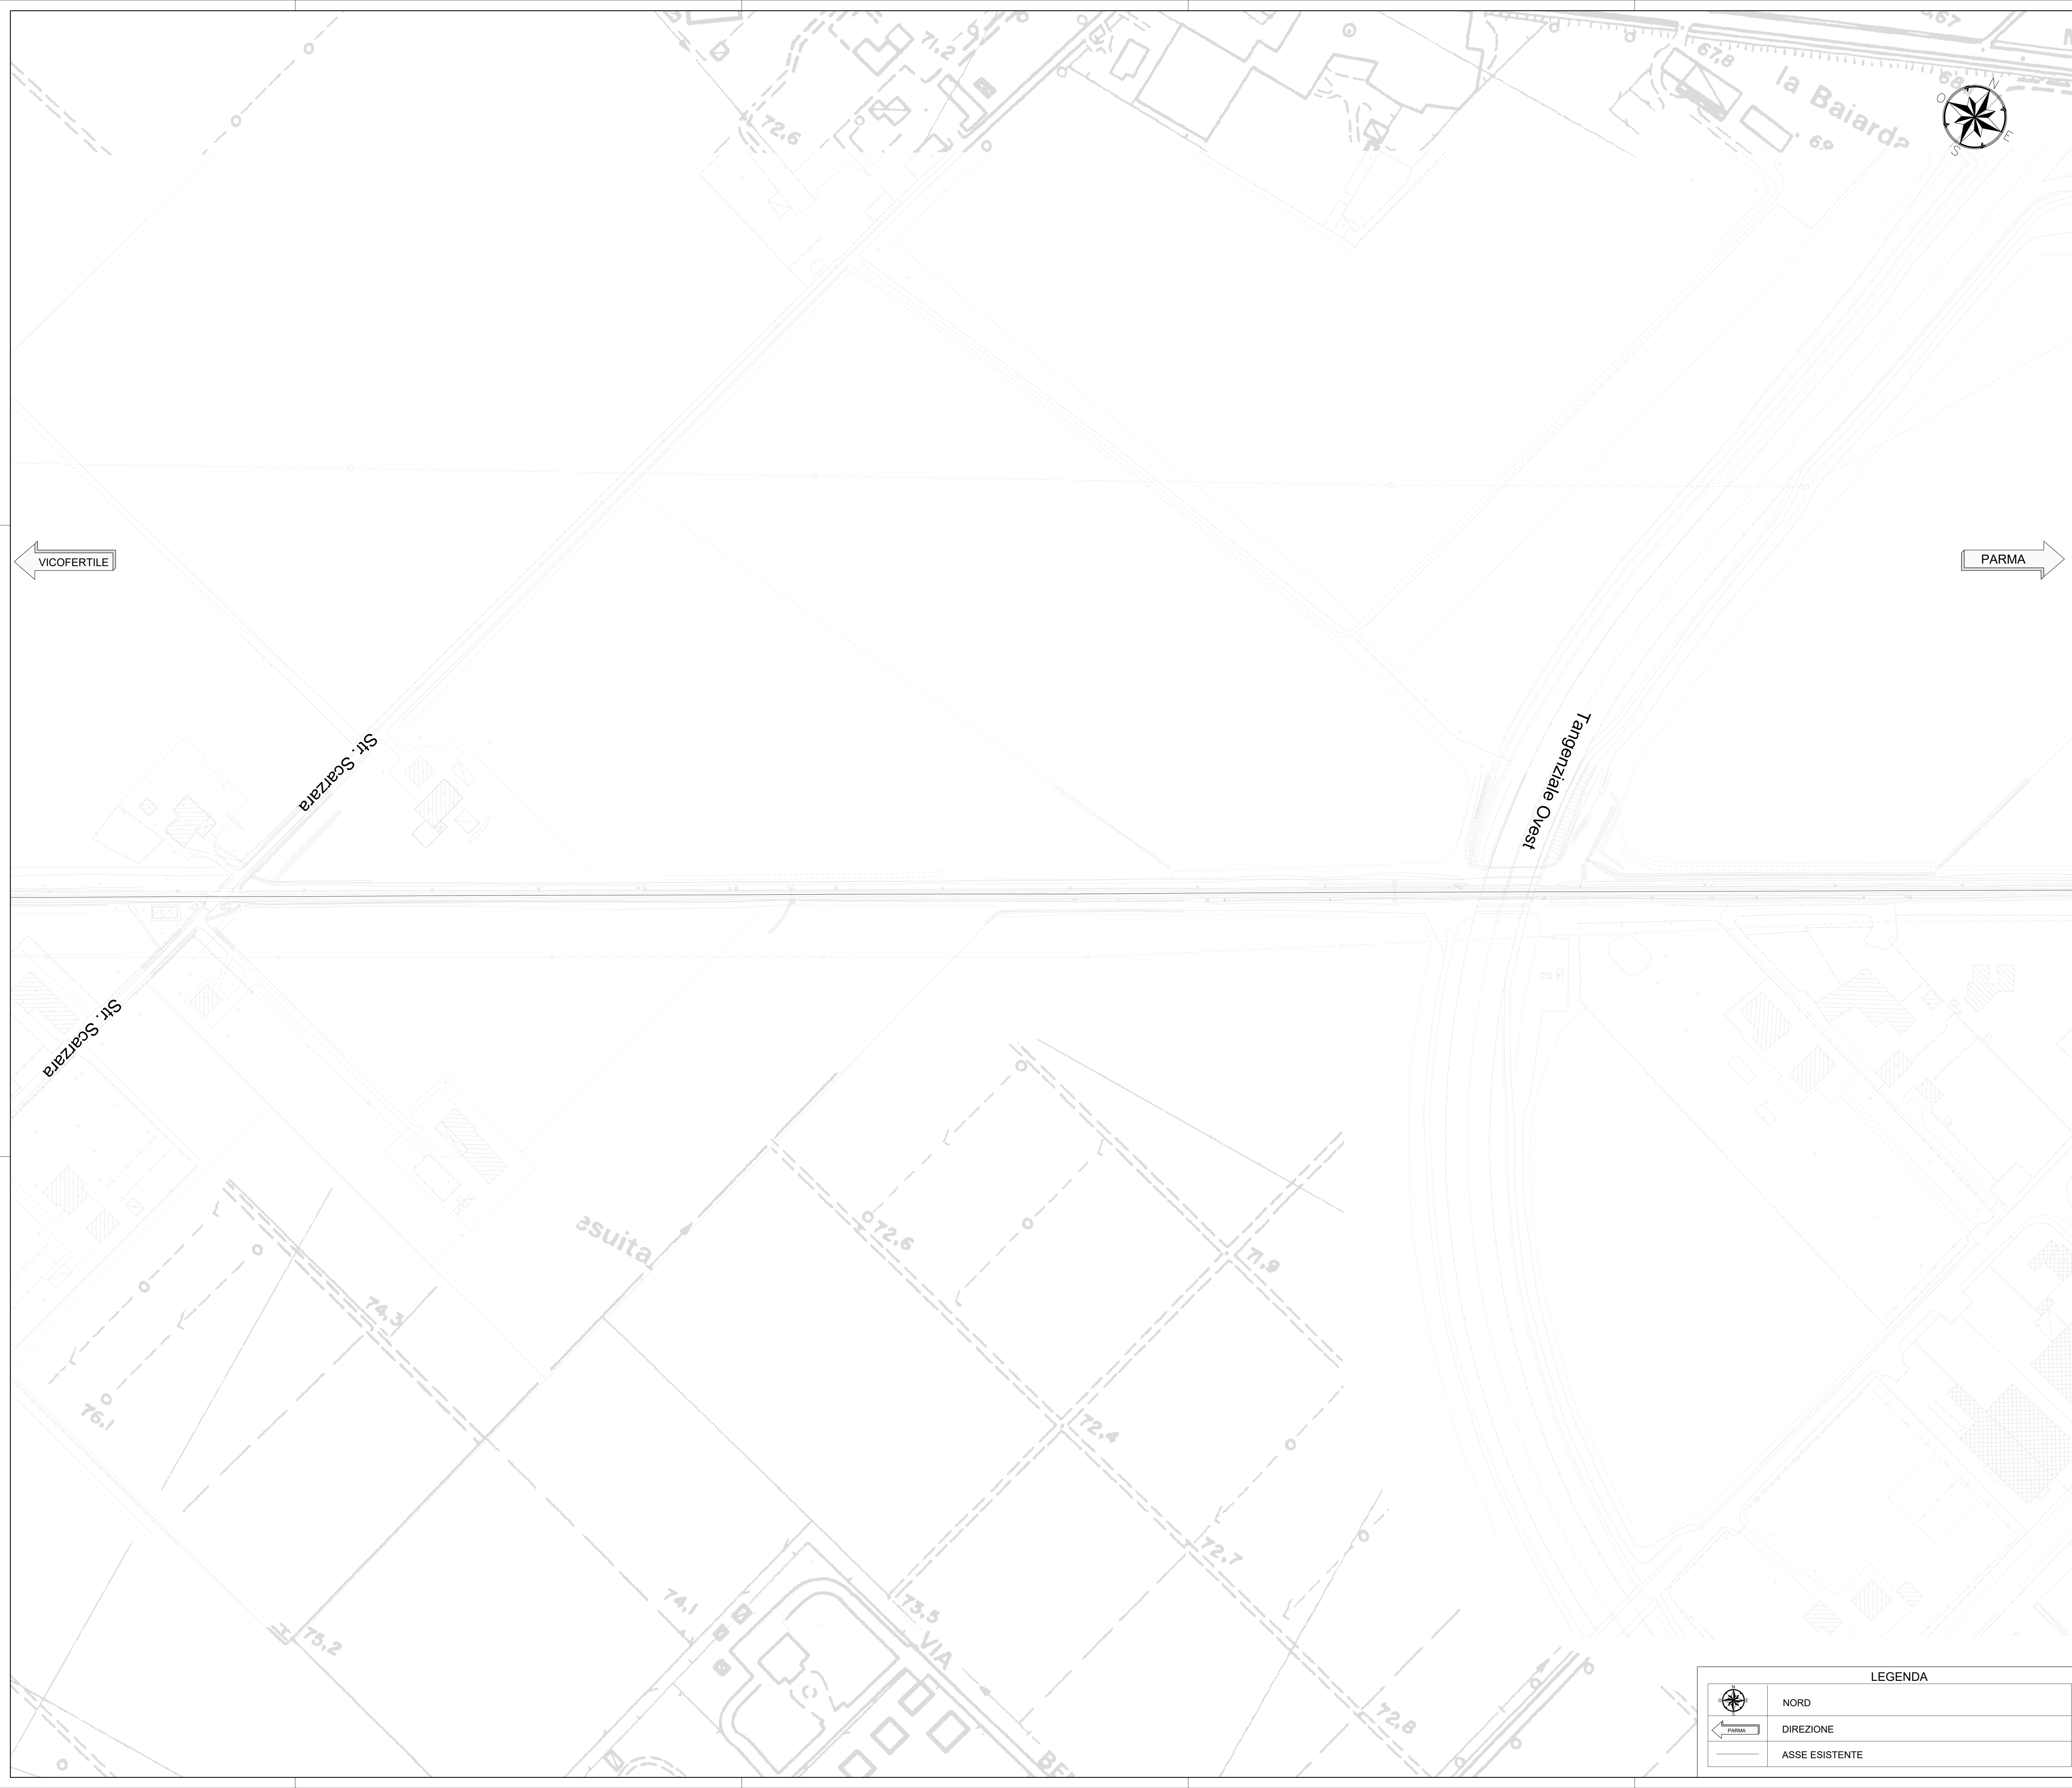 71,2
67,8
la Baiarda
72,6
N
O
E
S
VICOFERTILE
PARMA
Str. Scarzara
Tangenziale Ovest
Str. Scarzara
72,6
71,9
74,3
76,1
72,4
72,7
74,1
73,5
VIA
75,2
72,8
LEGENDA
N
O
E
S
NORD
PARMA
DIREZIONE
ASSE ESISTENTE